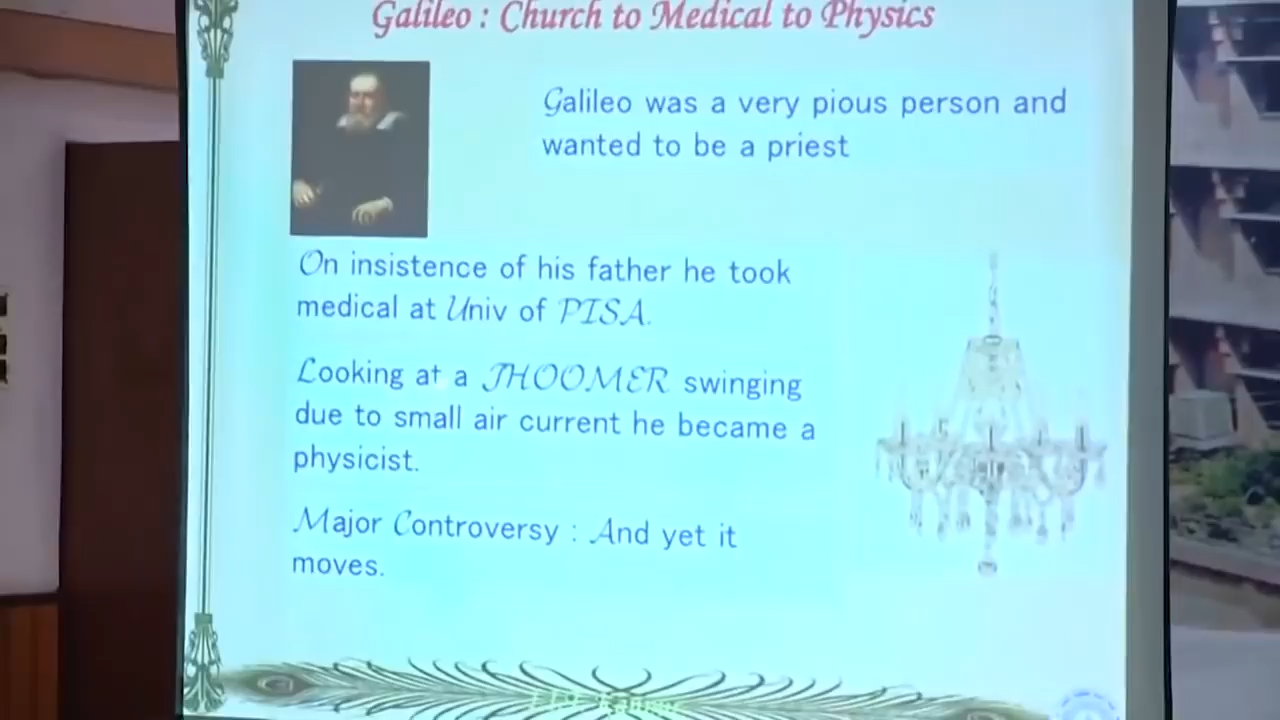 Galileo : Church to Medical to Physics
Galileo was a very pious person and
wanted to be a priest
On insistence of his father he took
medical at Univ of PISA.
Looking at a JHOOMER swinging
due to small air current he became a
physicist.
Major Controversy : And yet it
moves.